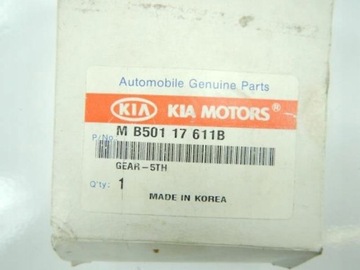 Automobile Genuine Parts
KIA KIA MOTORS
P/No. M B501 17 611B
GEAR-5TH
Q'ty: 1
MADE IN KOREA